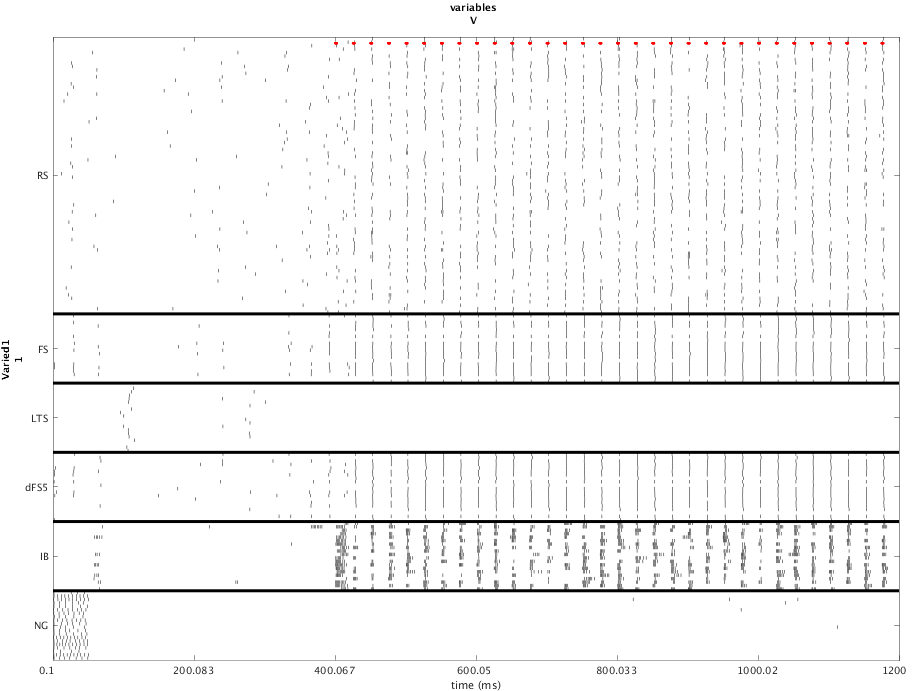 variables
V
RS
FS
LTS
dFS5
IB
NG
Varied1
1
0.1 200.083 400.067 600.05 800.033 1000.02 1200
time (ms)